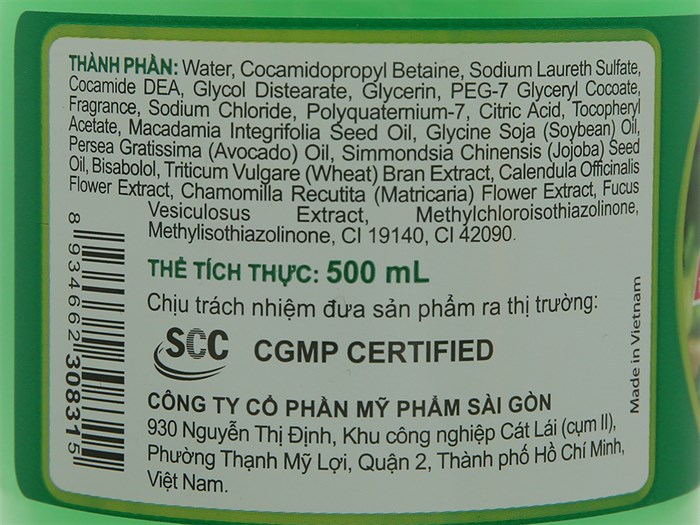 THÀNH PHẦN: Water, Cocamidopropyl Betaine, Sodium Laureth Sulfate,
Cocamide DEA, Glycol Distearate, Glycerin, PEG-7 Glyceryl Cocoate,
Fragrance, Sodium Chloride, Polyquaternium-7, Citric Acid, Tocopheryl
Acetate, Macadamia Integrifolia Seed Oil, Glycine Soja (Soybean) Oil,
Persea Gratissima (Avocado) Oil, Simmondsia Chinensis (Jojoba) Seed
Oil, Bisabolol, Triticum Vulgare (Wheat) Bran Extract, Calendula Officinalis
Flower Extract, Chamomilla Recutita (Matricaria) Flower Extract, Fucus
Vesiculosus Extract, Methylchloroisothiazolinone,
Methylisothiazolinone, CI 19140, CI 42090.
THỂ TÍCH THỰC: 500 mL
Chịu trách nhiệm đưa sản phẩm ra thị trường:
SCC CGMP CERTIFIED
CÔNG TY CỔ PHẦN MỸ PHẨM SÀI GÒN
930 Nguyễn Thị Định, Khu công nghiệp Cát Lái (cụm II),
Phường Thạnh Mỹ Lợi, Quận 2, Thành phố Hồ Chí Minh,
Việt Nam.
8 934662 308315
Made in Vietnam